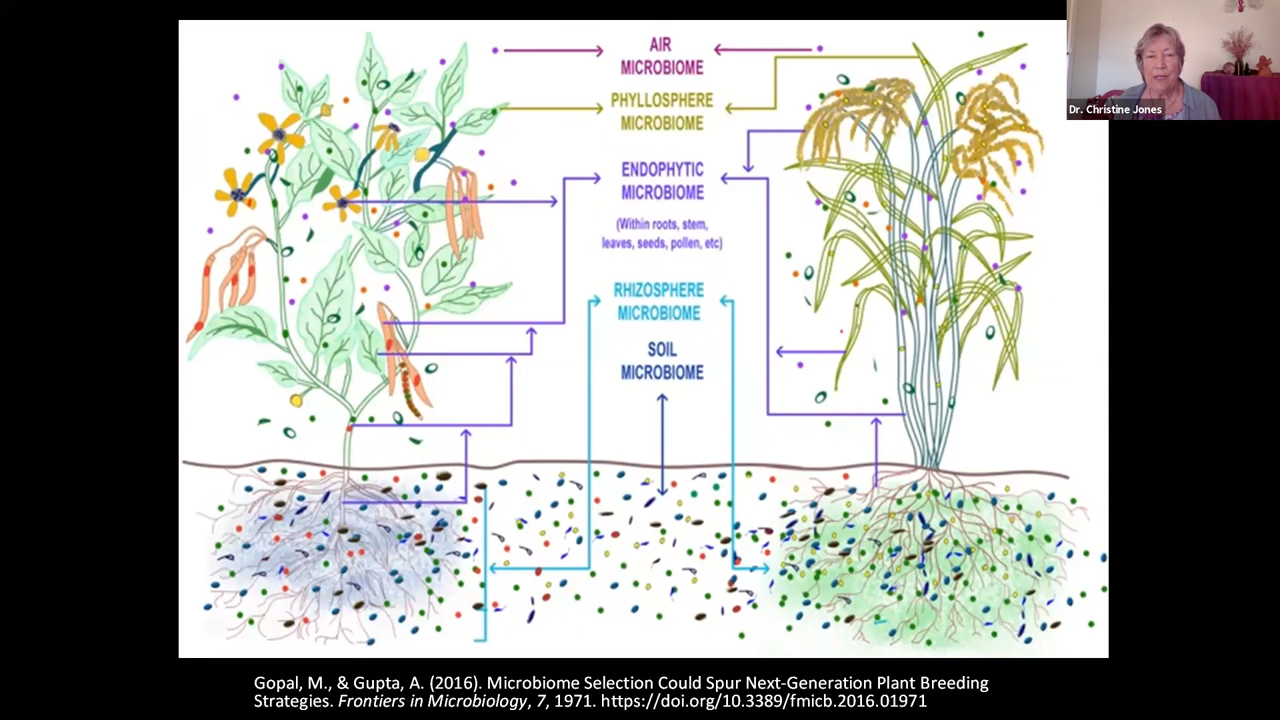 AIR
MICROBIOME
PHYLLOSPHERE
MICROBIOME
ENDOPHYTIC
MICROBIOME
(Within roots, stem,
leaves, seeds, pollen, etc)
RHIZOSPHERE
MICROBIOME
SOIL
MICROBIOME
Dr. Christine Jones
Gopal, M., & Gupta, A. (2016). Microbiome Selection Could Spur Next-Generation Plant Breeding
Strategies. Frontiers in Microbiology, 7, 1971. https://doi.org/10.3389/fmicb.2016.01971